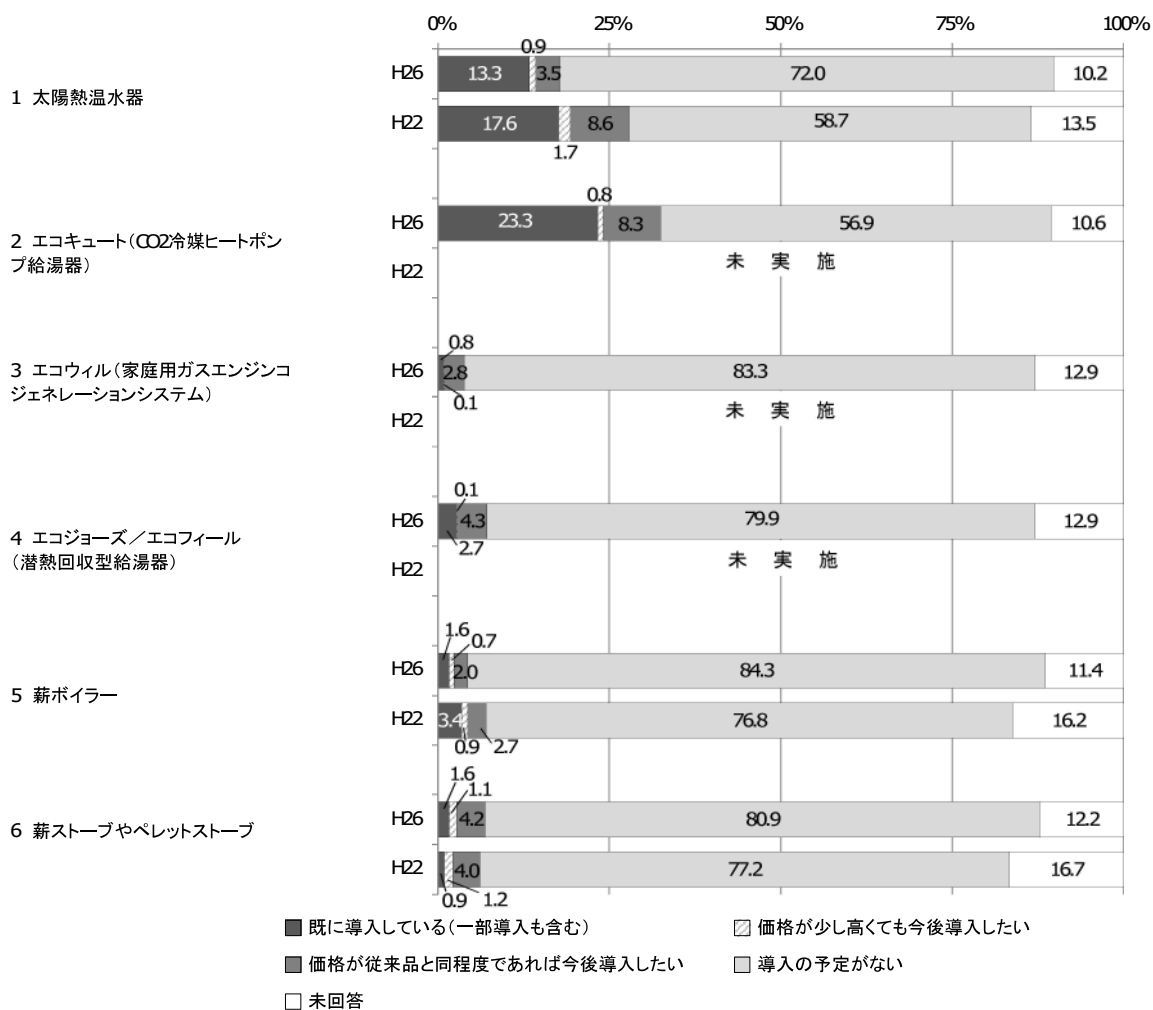 0% 25% 50% 75% 100%
1 太陽熱温水器
H26 13.3 0.9 3.5 72.0 10.2
H22 17.6 1.7 8.6 58.7 13.5
2 エコキュート(CO2冷媒ヒートポン
プ給湯器)
H26 23.3 0.8 8.3 56.9 10.6
H22 未 実 施
3 エコウィル(家庭用ガスエンジンコ
ジェネレーションシステム)
H26 0.8 0.1 2.8 83.3 12.9
H22 未 実 施
4 エコジョーズ/エコフィール
(潜熱回収型給湯器)
H26 2.7 0.1 4.3 79.9 12.9
H22 未 実 施
5 薪ボイラー
H26 1.6 0.7 2.0 84.3 11.4
H22 3.4 0.9 2.7 76.8 16.2
6 薪ストーブやペレットストーブ
H26 1.6 1.1 4.2 80.9 12.2
H22 0.9 1.2 4.0 77.2 16.7
既に導入している(一部導入も含む) 価格が少し高くても今後導入したい
価格が従来品と同程度であれば今後導入したい 導入の予定がない
未回答